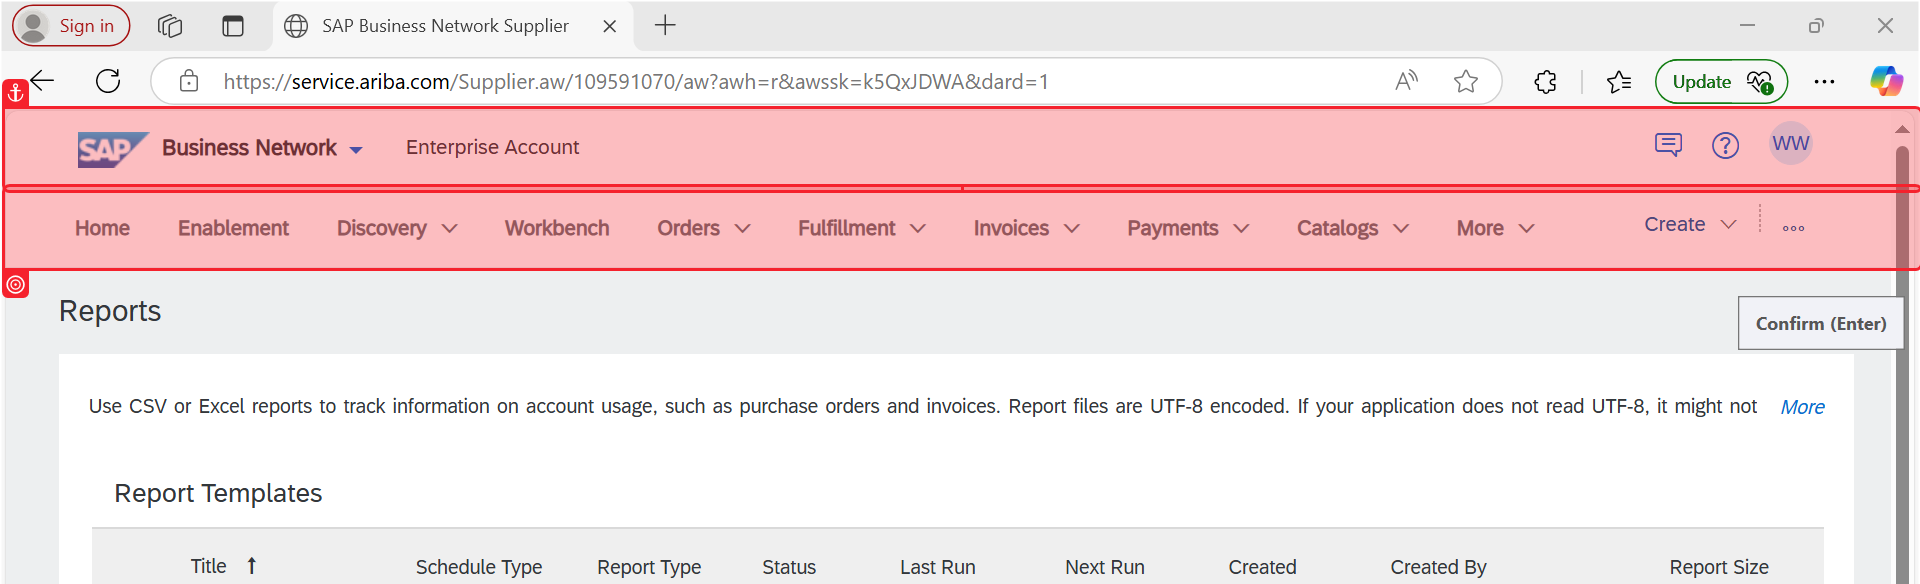 Sign in
SAP Business Network Supplier
https://service.ariba.com/Supplier.aw/109591070/aw?awh=r&awssk=k5QxJDWA&dard=1
Update
SAP Business Network Enterprise Account
WW
Home Enablement Discovery Workbench Orders Fulfillment Invoices Payments Catalogs More Create
Reports
Confirm (Enter)
Use CSV or Excel reports to track information on account usage, such as purchase orders and invoices. Report files are UTF-8 encoded. If your application does not read UTF-8, it might not More
Report Templates
Title ↑ Schedule Type Report Type Status Last Run Next Run Created Created By Report Size